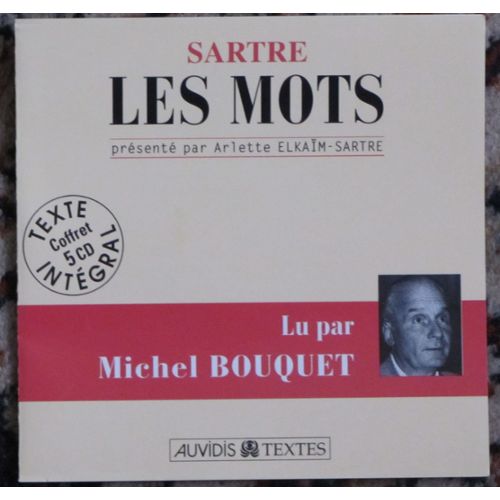 SARTRE
LES MOTS
présenté par Arlette ELKAÏM-SARTRE
TEXTE
Coffret
5 CD
INTÉGRAL
Lu par
Michel BOUQUET
AUVIDIS TEXTES